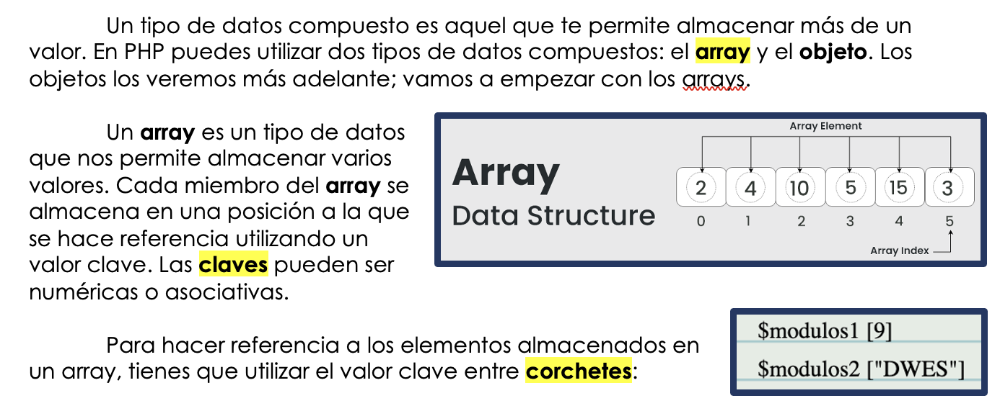 Un tipo de datos compuesto es aquel que te permite almacenar más de un
valor. En PHP puedes utilizar dos tipos de datos compuestos: el array y el objeto. Los
objetos los veremos más adelante; vamos a empezar con los arrays.
Un array es un tipo de datos
que nos permite almacenar varios
valores. Cada miembro del array se
almacena en una posición a la que
se hace referencia utilizando un
valor clave. Las claves pueden ser
numéricas o asociativas.
Array Element
Array
Data Structure
2 4 10 5 15 3
0 1 2 3 4 5
Array Index
Para hacer referencia a los elementos almacenados en
un array, tienes que utilizar el valor clave entre corchetes:
$modulos1 [9]
$modulos2 ["DWES"]